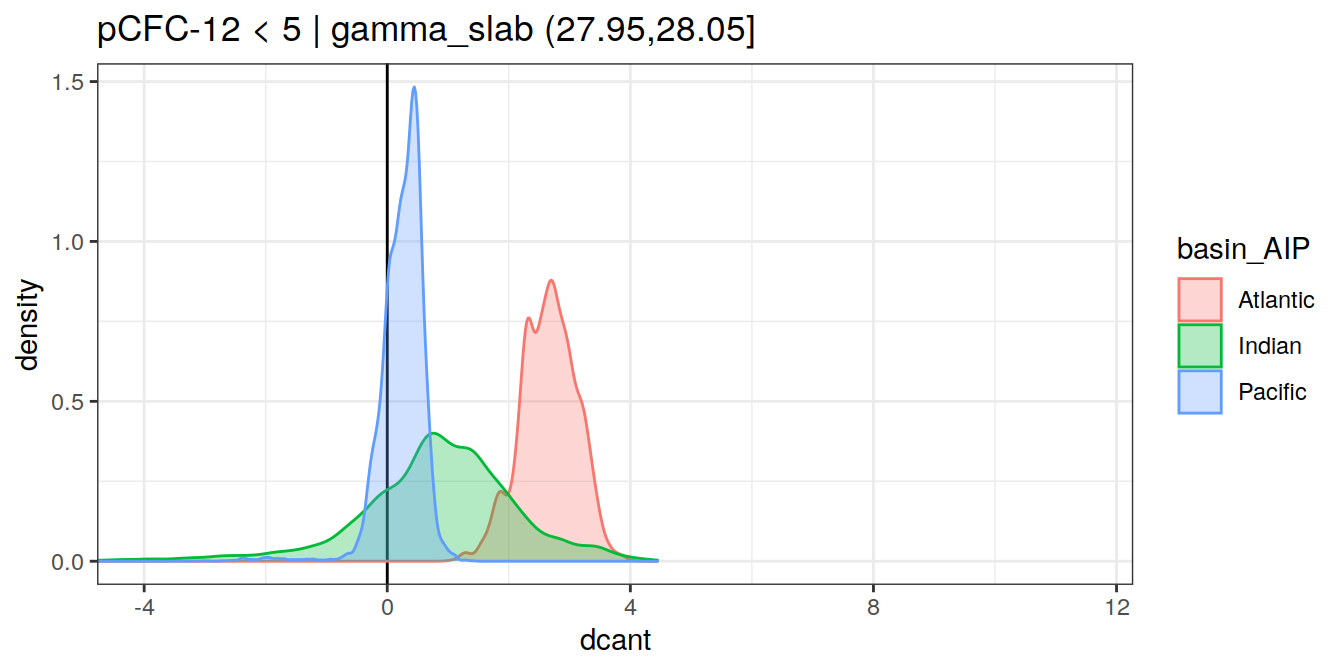 pCFC-12 < 5 | gamma_slab (27.95,28.05]
density
1.5
1.0
0.5
0.0
-4
0
4
8
12
dcant
basin_AIP
Atlantic
Indian
Pacific